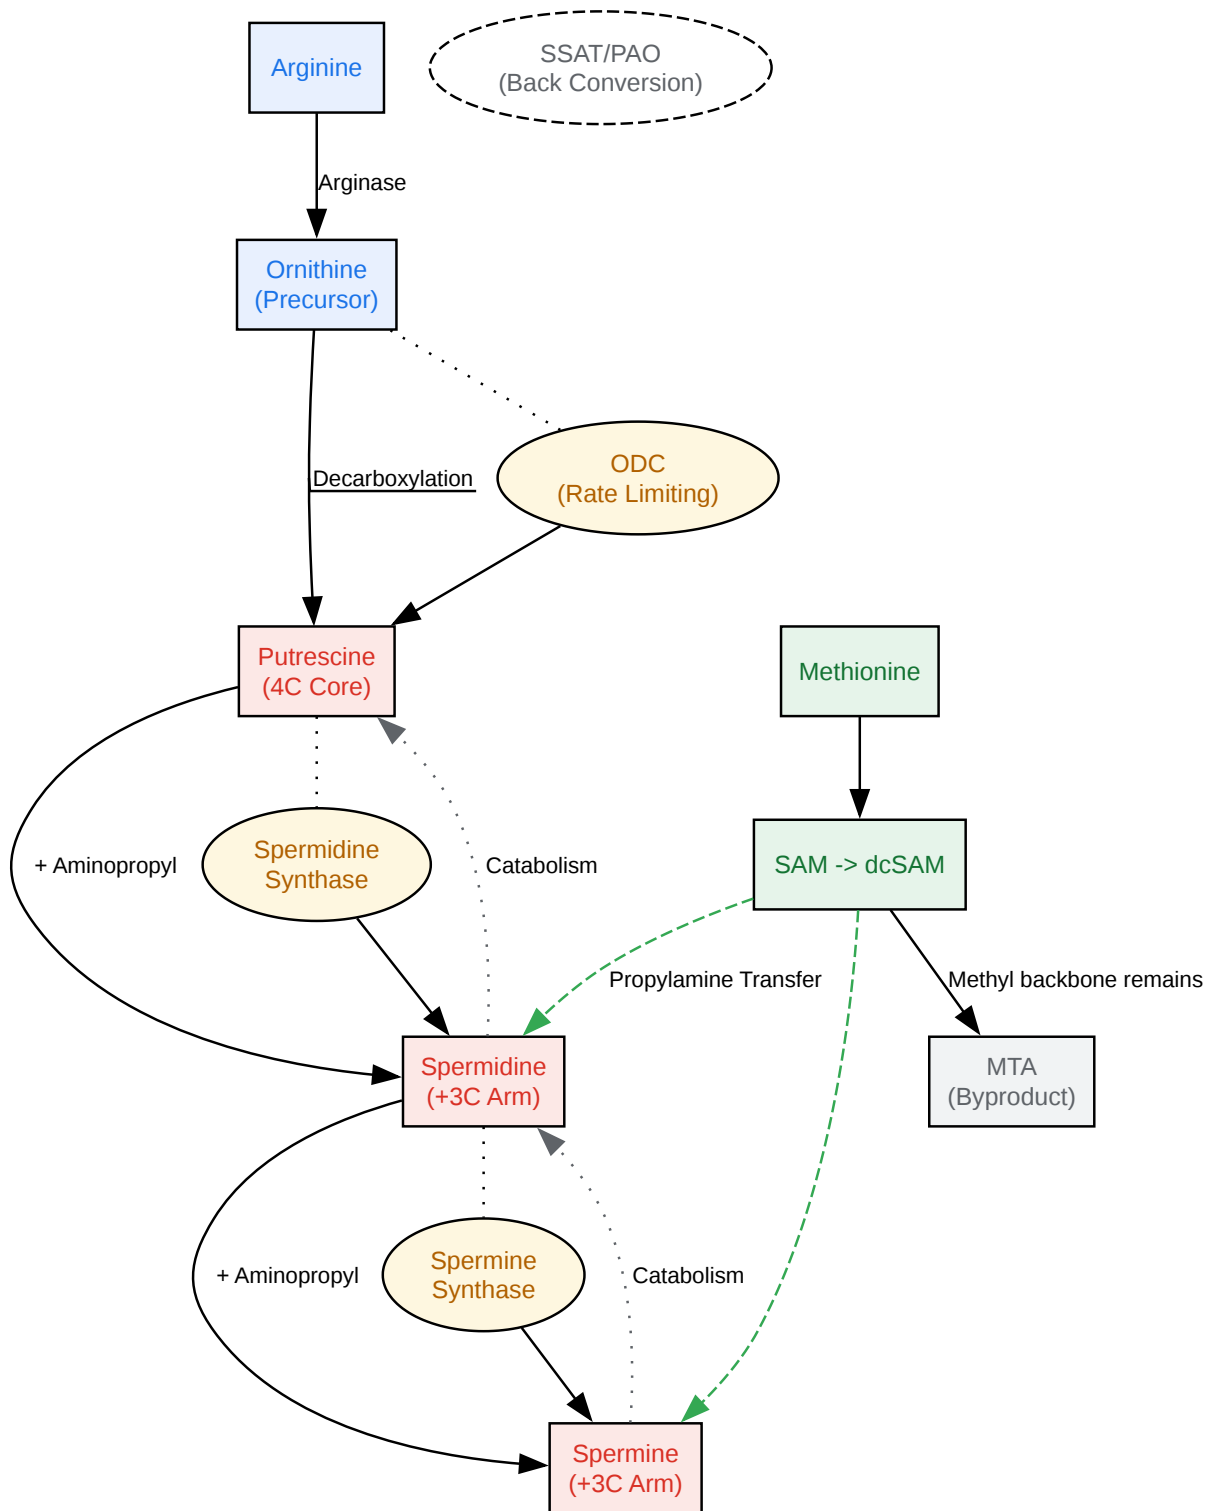 Arginine
SSAT/PAO
(Back Conversion)
Arginase
Ornithine
(Precursor)
Decarboxylation
ODC
(Rate Limiting)
Putrescine
(4C Core)
Methionine
+ Aminopropyl
Spermidine
Synthase
Catabolism
SAM -> dcSAM
Propylamine Transfer
Methyl backbone remains
Spermidine
(+3C Arm)
MTA
(Byproduct)
+ Aminopropyl
Spermine
Synthase
Catabolism
Spermine
(+3C Arm)